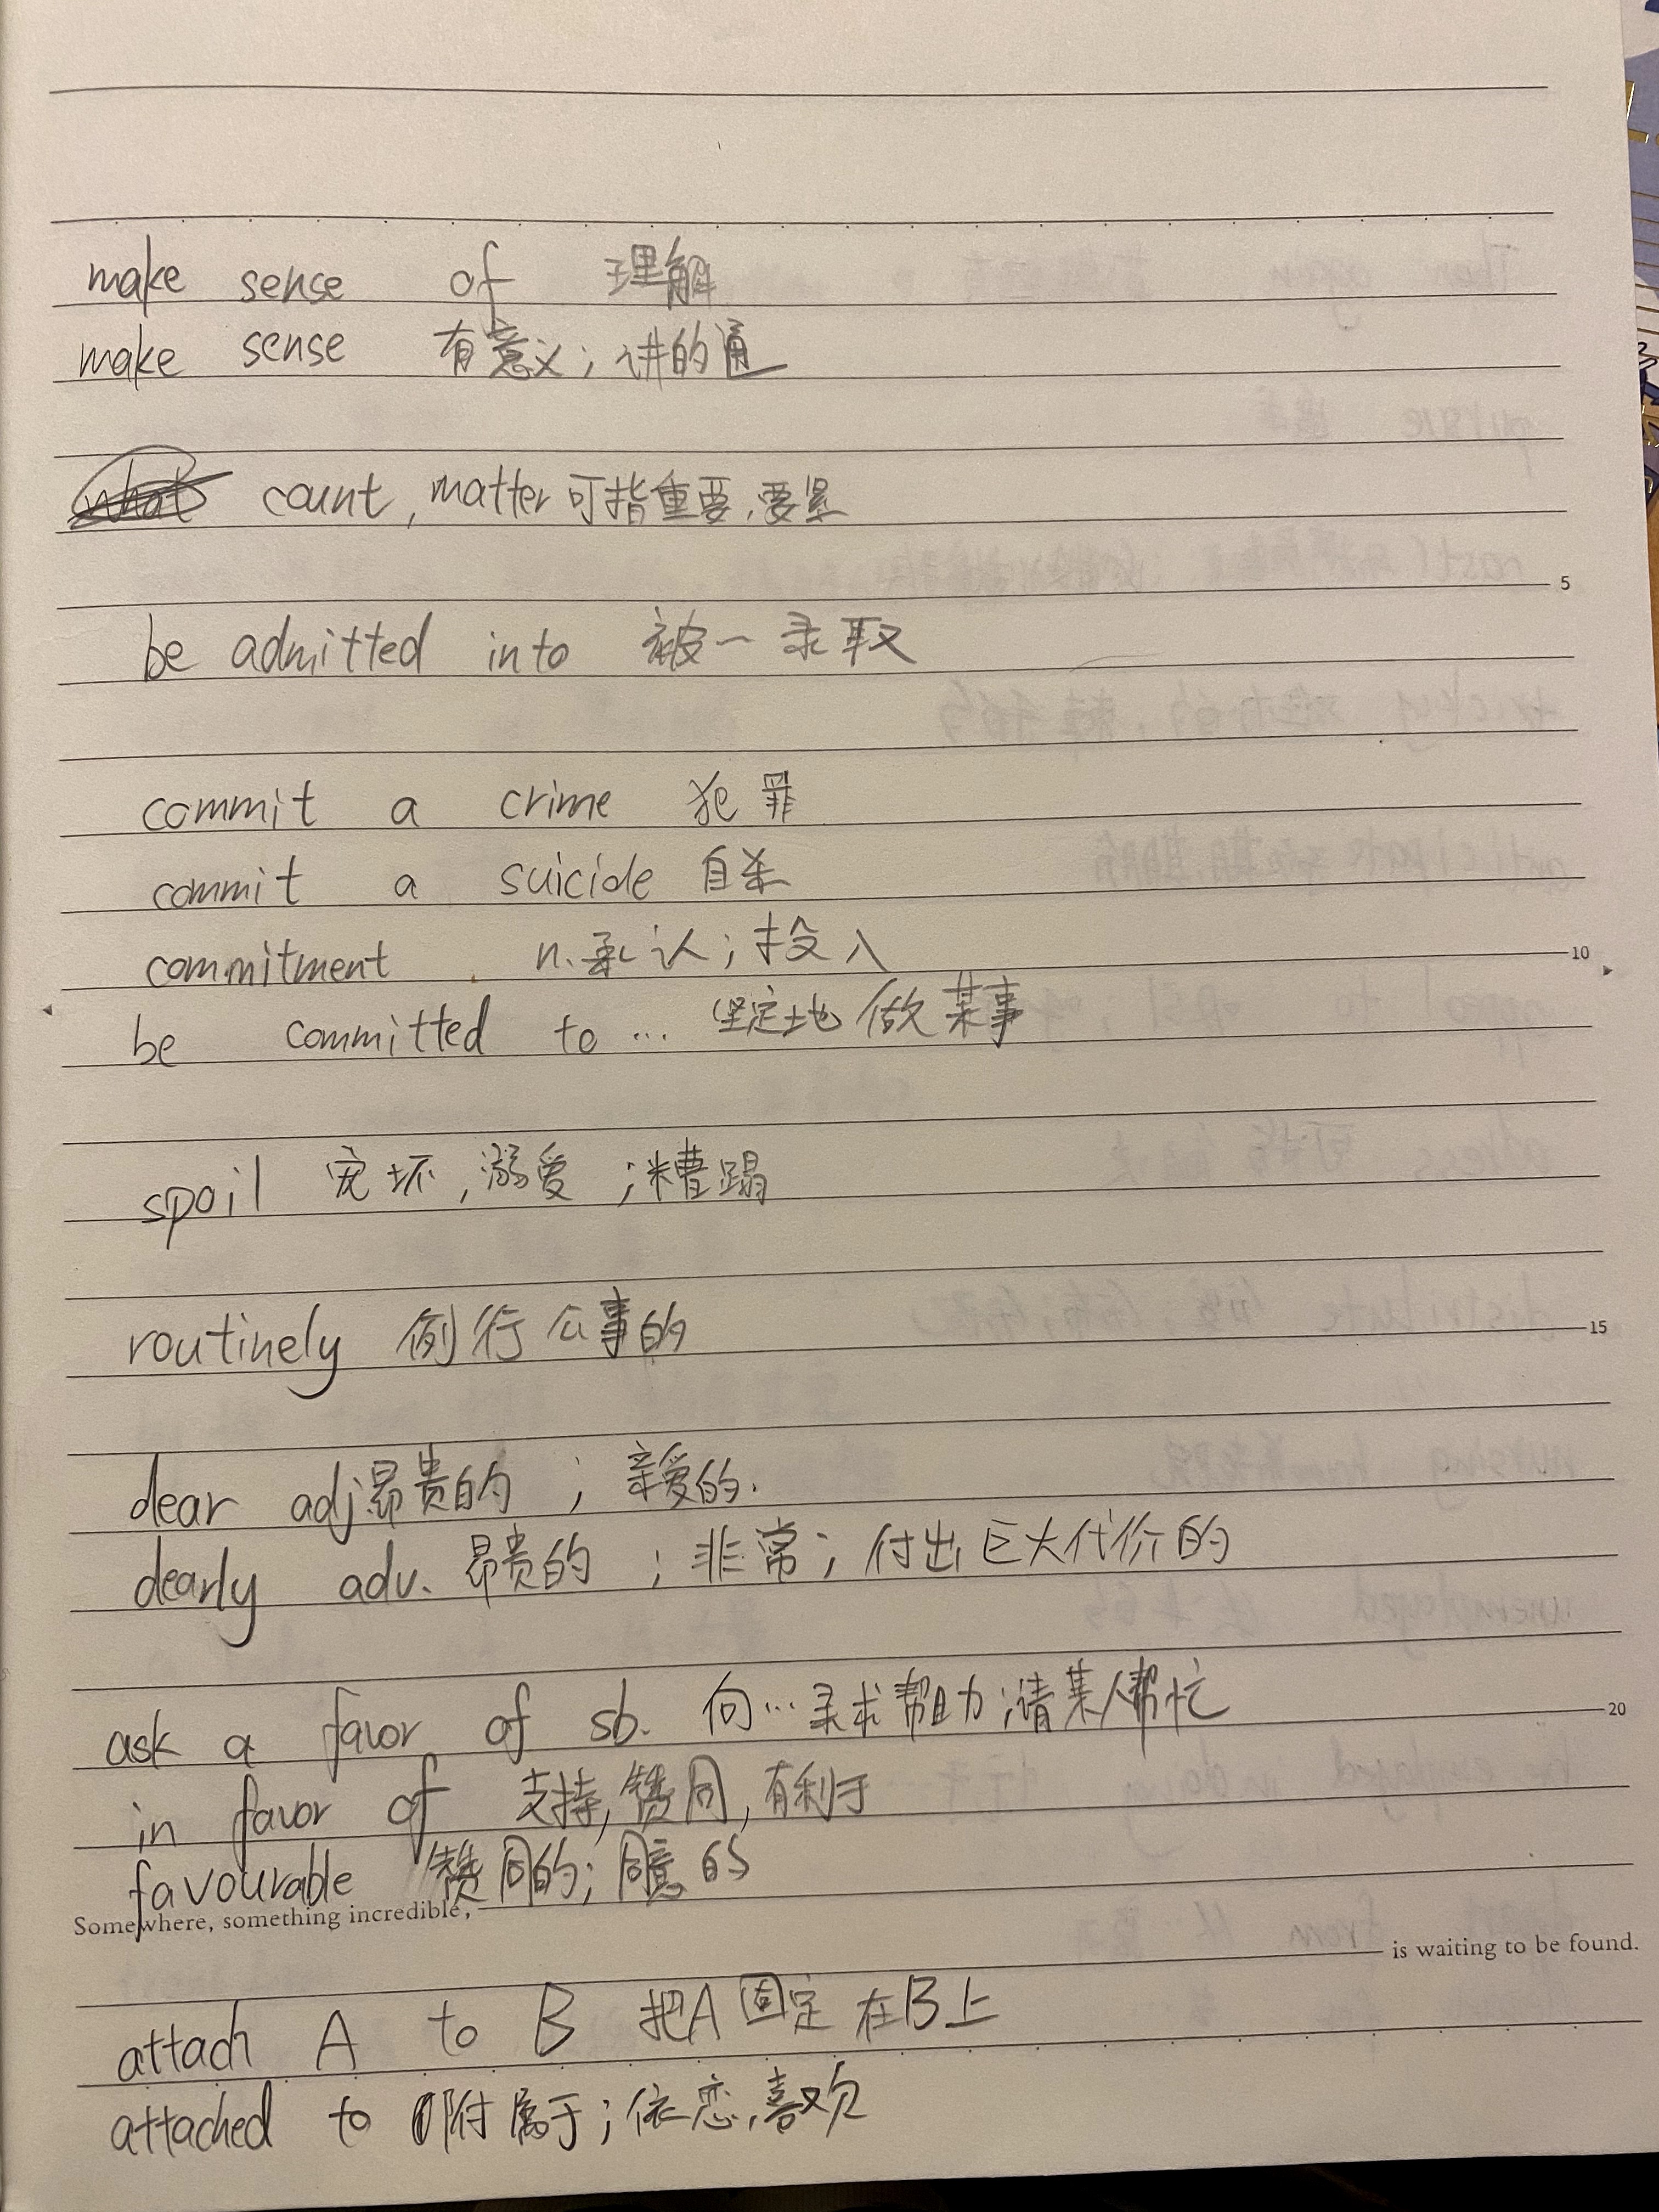 make sense of 理解
make sense 有意义；讲的通
count, matter 可指重要、要紧
be admitted into 被一录取
commit a crime 犯罪
commit a suicide 自杀
commitment n. 承认；投入
be committed to … 坚定地做某事
spoil 宠坏，溺爱；糟蹋
routinely 例行公事的
dear adj. 昂贵的；亲爱的.
dearly adv. 昂贵的；非常；付出巨大代价的
ask a favor of sb. 向…寻求帮助；请某人帮忙
in favor of 支持，赞同，有利于
favourable 赞同的；
Somewhere, something incredible, is waiting to be found.
attach A to B 把A固定在B上
attached to 附属于；依恋，喜欢
5
10
15
20